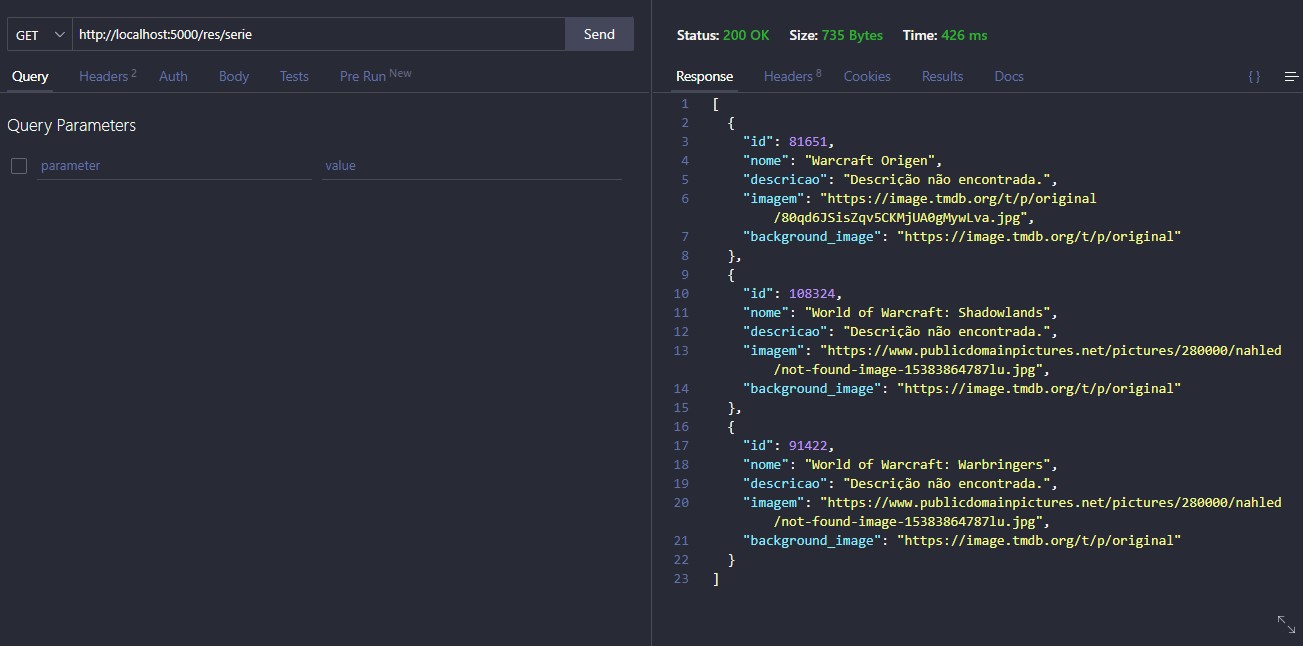 GET http://localhost:5000/res/serie Send
Query Headers 2 Auth Body Tests Pre Run New
Query Parameters
parameter value
Status: 200 OK Size: 735 Bytes Time: 426 ms
Response Headers 8 Cookies Results Docs { }
1 [
2 {
3 "id": 81651,
4 "nome": "Warcraft Origen",
5 "descricao": "Descrição não encontrada.",
6 "imagem": "https://image.tmdb.org/t/p/original
/80qd6JSisZqv5CKMjUA0gMywLva.jpg",
7 "background_image": "https://image.tmdb.org/t/p/original"
8 },
9 {
10 "id": 108324,
11 "nome": "World of Warcraft: Shadowlands",
12 "descricao": "Descrição não encontrada.",
13 "imagem": "https://www.publicdomainpictures.net/pictures/280000/nahled
/not-found-image-15383864787lu.jpg",
14 "background_image": "https://image.tmdb.org/t/p/original"
15 },
16 {
17 "id": 91422,
18 "nome": "World of Warcraft: Warbringers",
19 "descricao": "Descrição não encontrada.",
20 "imagem": "https://www.publicdomainpictures.net/pictures/280000/nahled
/not-found-image-15383864787lu.jpg",
21 "background_image": "https://image.tmdb.org/t/p/original"
22 }
23 ]